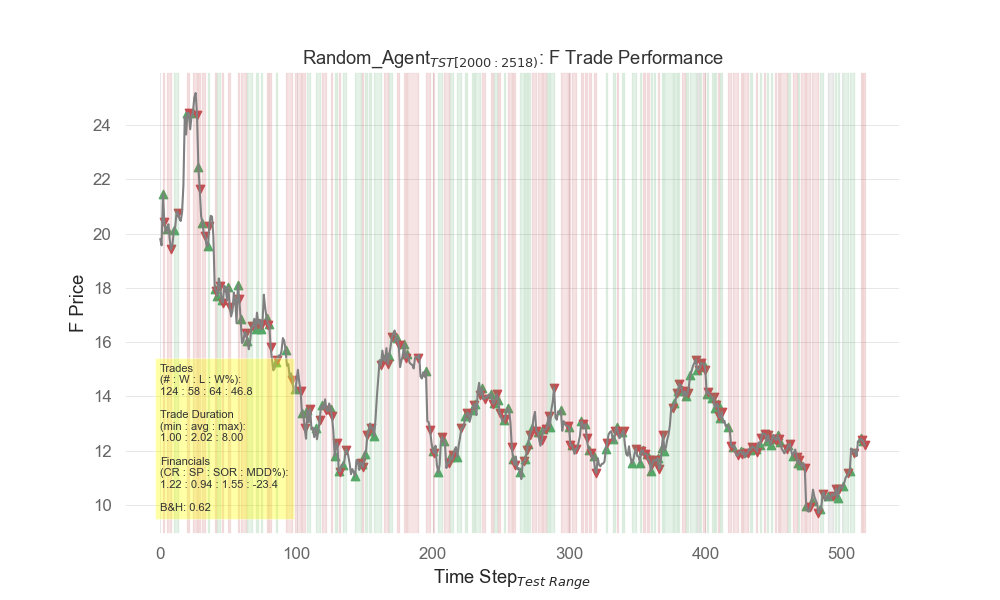 Random_Agent_TST[2000 : 2518]: F Trade Performance
F Price
24
22
20
18
16
14
12
10
Trades
(# : W : L : W%):
124 : 58 : 64 : 46.8
Trade Duration
(min : avg : max):
1.00 : 2.02 : 8.00
Financials
(CR : SP : SOR : MDD%):
1.22 : 0.94 : 1.55 : -23.4
B&H: 0.62
0 100 200 300 400 500
Time Step_Test Range